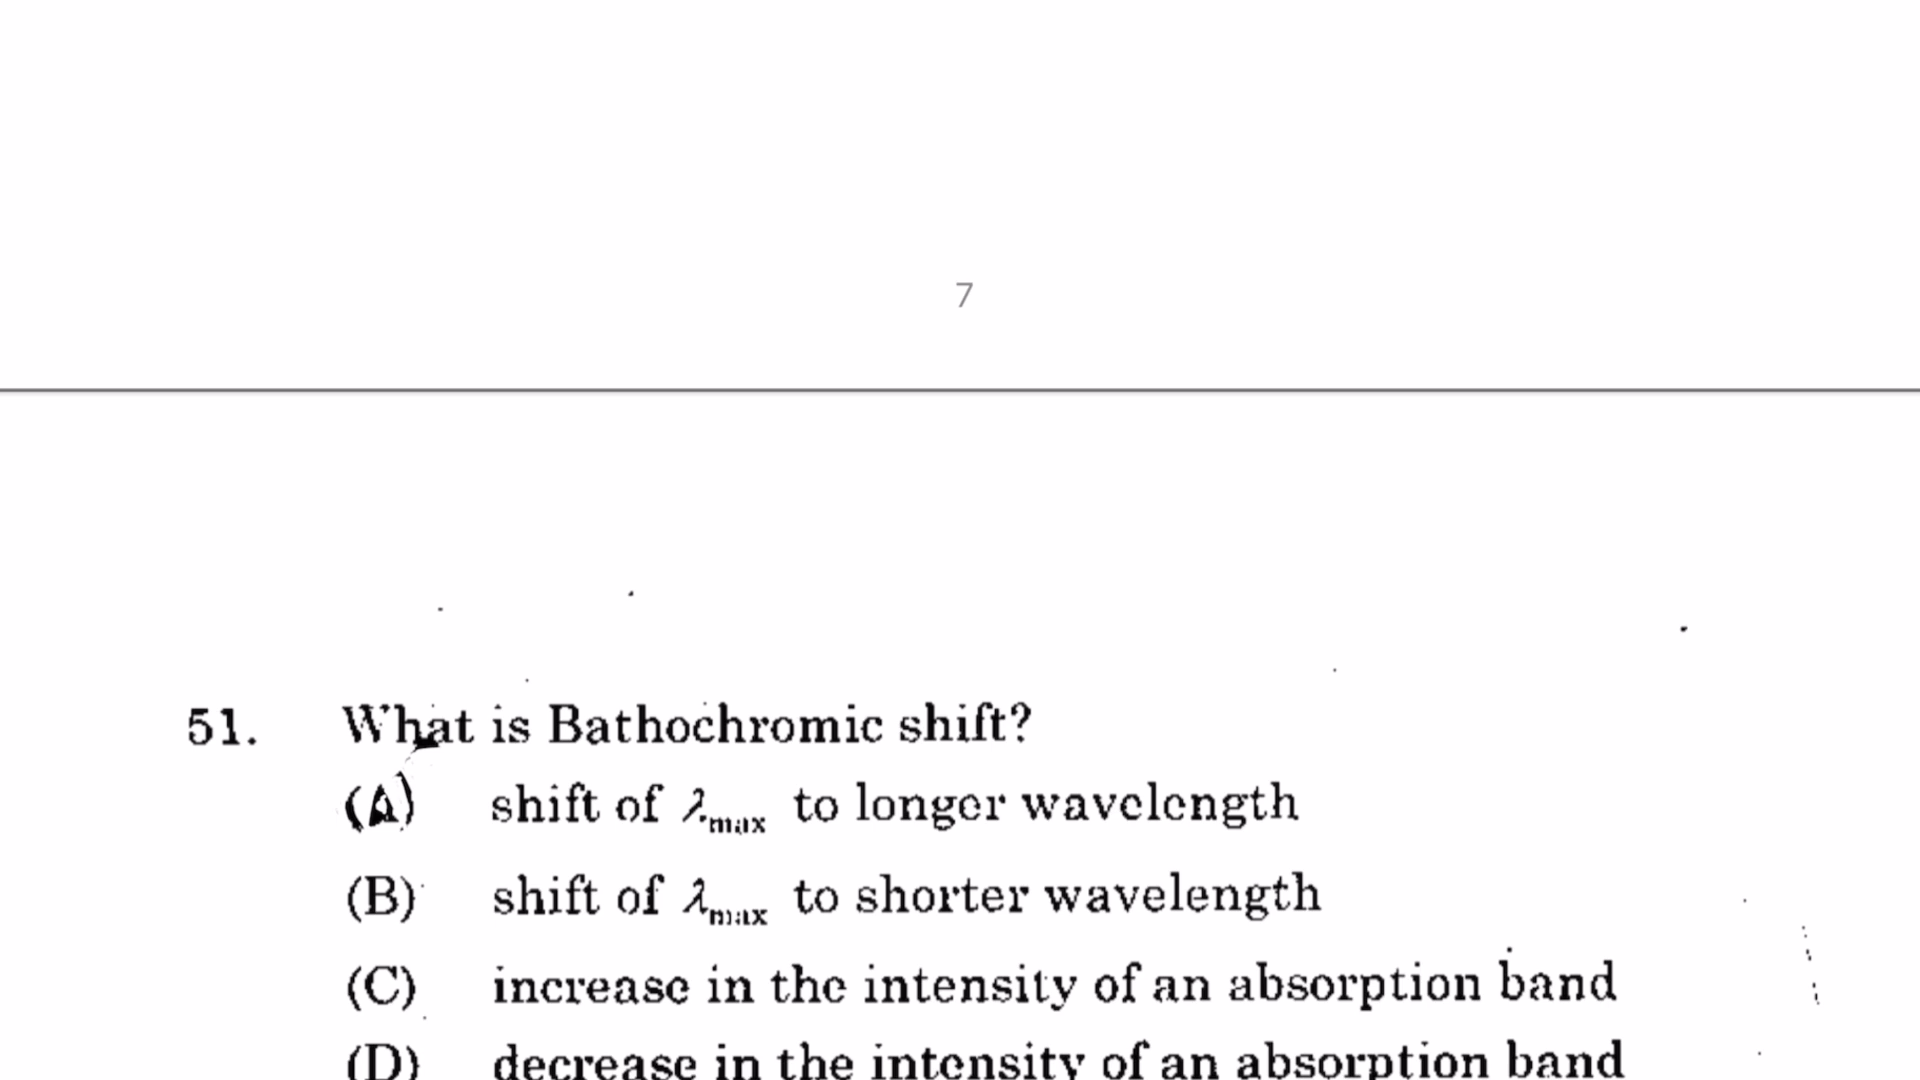 7
51. What is Bathochromic shift?
(A) shift of λmax to longer wavelength
(B) shift of λmax to shorter wavelength
(C) increase in the intensity of an absorption band
(D) decrease in the intensity of an absorption band